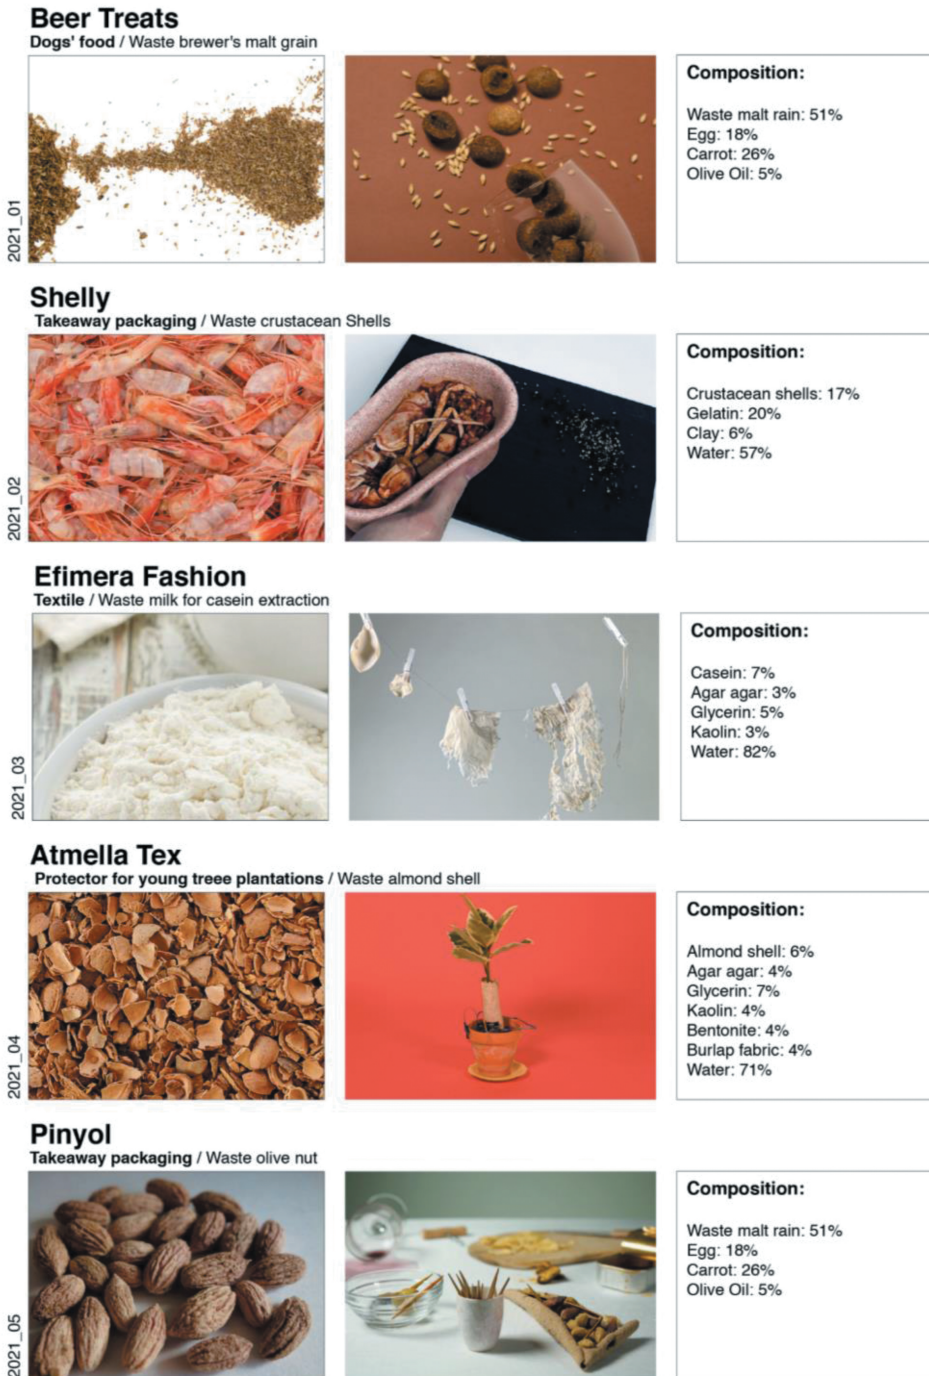 Beer Treats
Dogs' food / Waste brewer's malt grain
2021_01
Composition:
Waste malt rain: 51%
Egg: 18%
Carrot: 26%
Olive Oil: 5%
Shelly
Takeaway packaging / Waste crustacean Shells
2021_02
Composition:
Crustacean shells: 17%
Gelatin: 20%
Clay: 6%
Water: 57%
Efimera Fashion
Textile / Waste milk for casein extraction
2021_03
Composition:
Casein: 7%
Agar agar: 3%
Glycerin: 5%
Kaolin: 3%
Water: 82%
Atmella Tex
Protector for young treee plantations / Waste almond shell
2021_04
Composition:
Almond shell: 6%
Agar agar: 4%
Glycerin: 7%
Kaolin: 4%
Bentonite: 4%
Burlap fabric: 4%
Water: 71%
Pinyol
Takeaway packaging / Waste olive nut
2021_05
Composition:
Waste malt rain: 51%
Egg: 18%
Carrot: 26%
Olive Oil: 5%